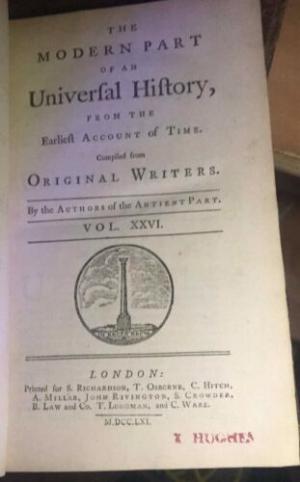 THE
MODERN PART
OF AN
Univerſal Hiſtory,
FROM THE
Earlieſt ACCOUNT of TIME.
Compiled from
ORIGINAL WRITERS.
By the AUTHORS of the ANTIENT PART.
VOL. XXVI.
LONDON:
Printed for S. RICHARDSON, T. OSBORNE, C. HITCH,
A. MILLAR, JOHN RIVINGTON, S. CROWDER,
B. LAW and Co. T. LONGMAN, and C. WARE.
M.DCC.LXI.
HUGHES